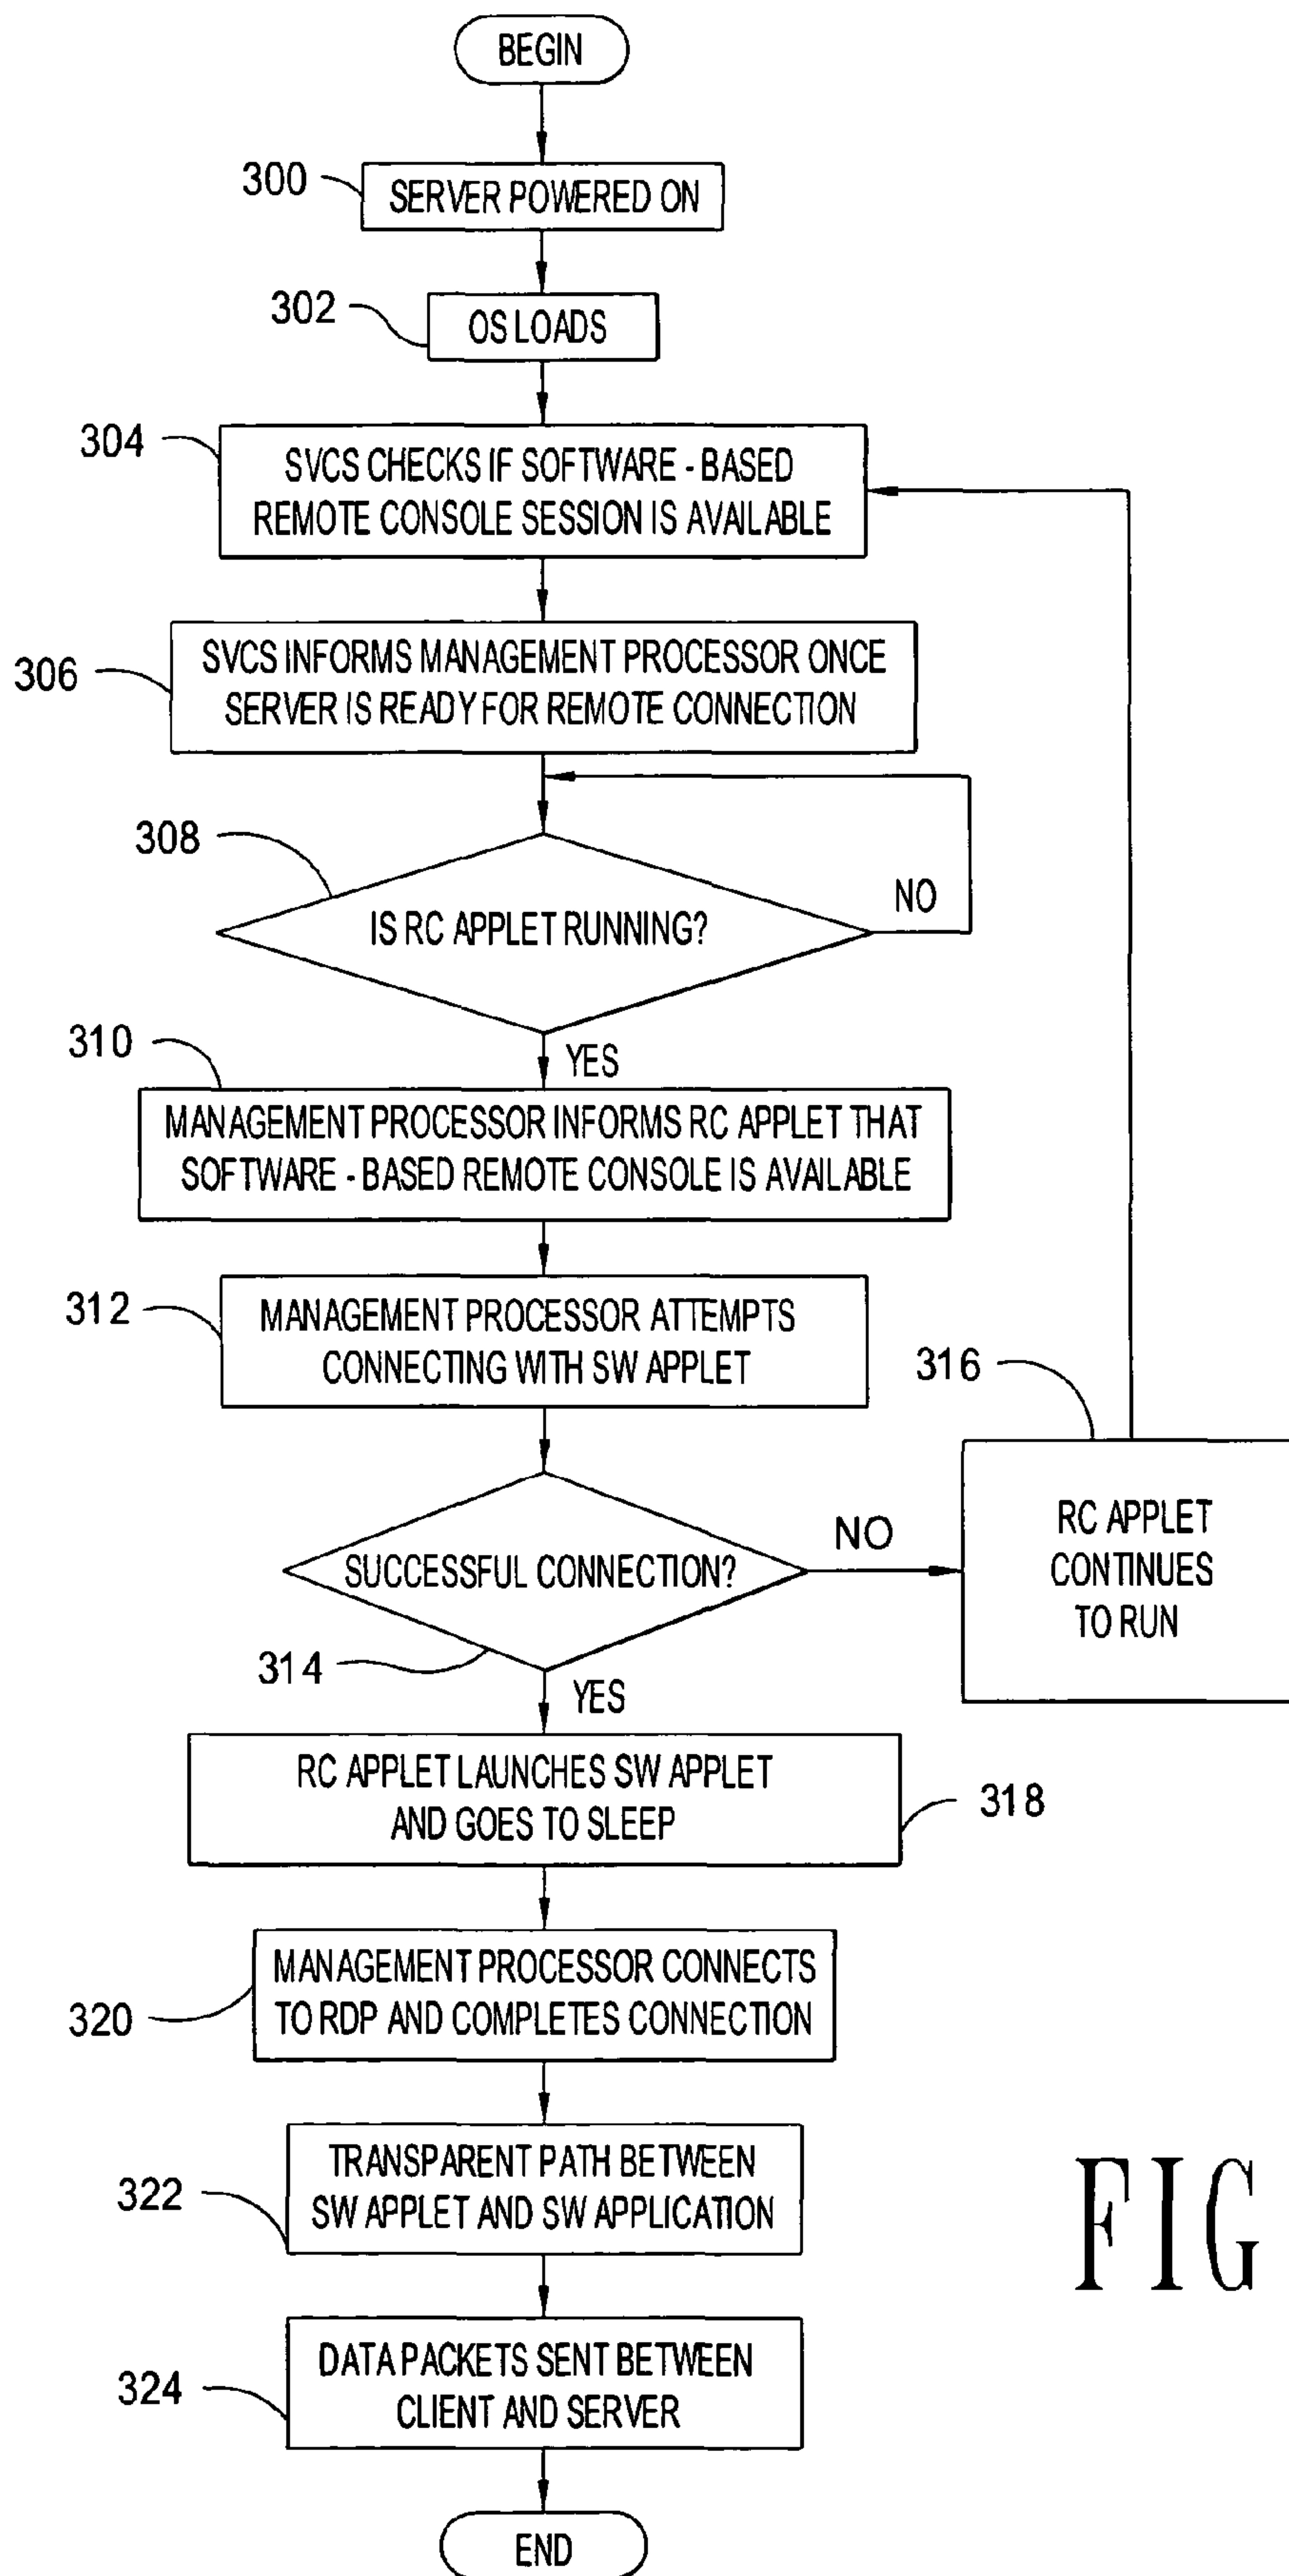 BEGIN
300
SERVER POWERED ON
302
OS LOADS
304
SVCS CHECKS IF SOFTWARE - BASED
REMOTE CONSOLE SESSION IS AVAILABLE
306
SVCS INFORMS MANAGEMENT PROCESSOR ONCE
SERVER IS READY FOR REMOTE CONNECTION
308
IS RC APPLET RUNNING?
NO
YES
310
MANAGEMENT PROCESSOR INFORMS RC APPLET THAT
SOFTWARE - BASED REMOTE CONSOLE IS AVAILABLE
312
MANAGEMENT PROCESSOR ATTEMPTS
CONNECTING WITH SW APPLET
314
SUCCESSFUL CONNECTION?
NO
316
RC APPLET
CONTINUES
TO RUN
YES
318
RC APPLET LAUNCHES SW APPLET
AND GOES TO SLEEP
320
MANAGEMENT PROCESSOR CONNECTS
TO RDP AND COMPLETES CONNECTION
322
TRANSPARENT PATH BETWEEN
SW APPLET AND SW APPLICATION
324
DATA PACKETS SENT BETWEEN
CLIENT AND SERVER
END
FIG